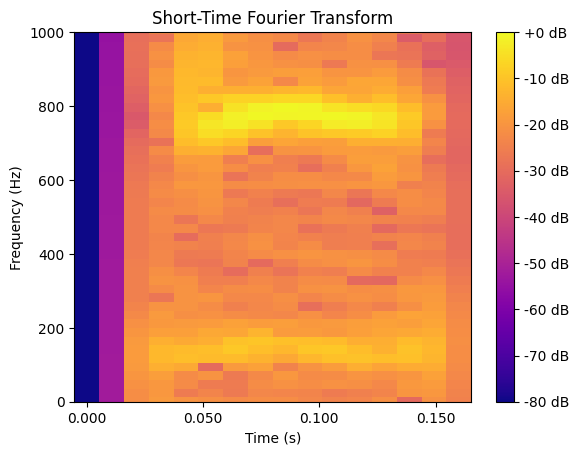 Short-Time Fourier Transform
1000
800
600
400
200
0
Frequency (Hz)
0.000
0.050
0.100
0.150
Time (s)
+0 dB
-10 dB
-20 dB
-30 dB
-40 dB
-50 dB
-60 dB
-70 dB
-80 dB